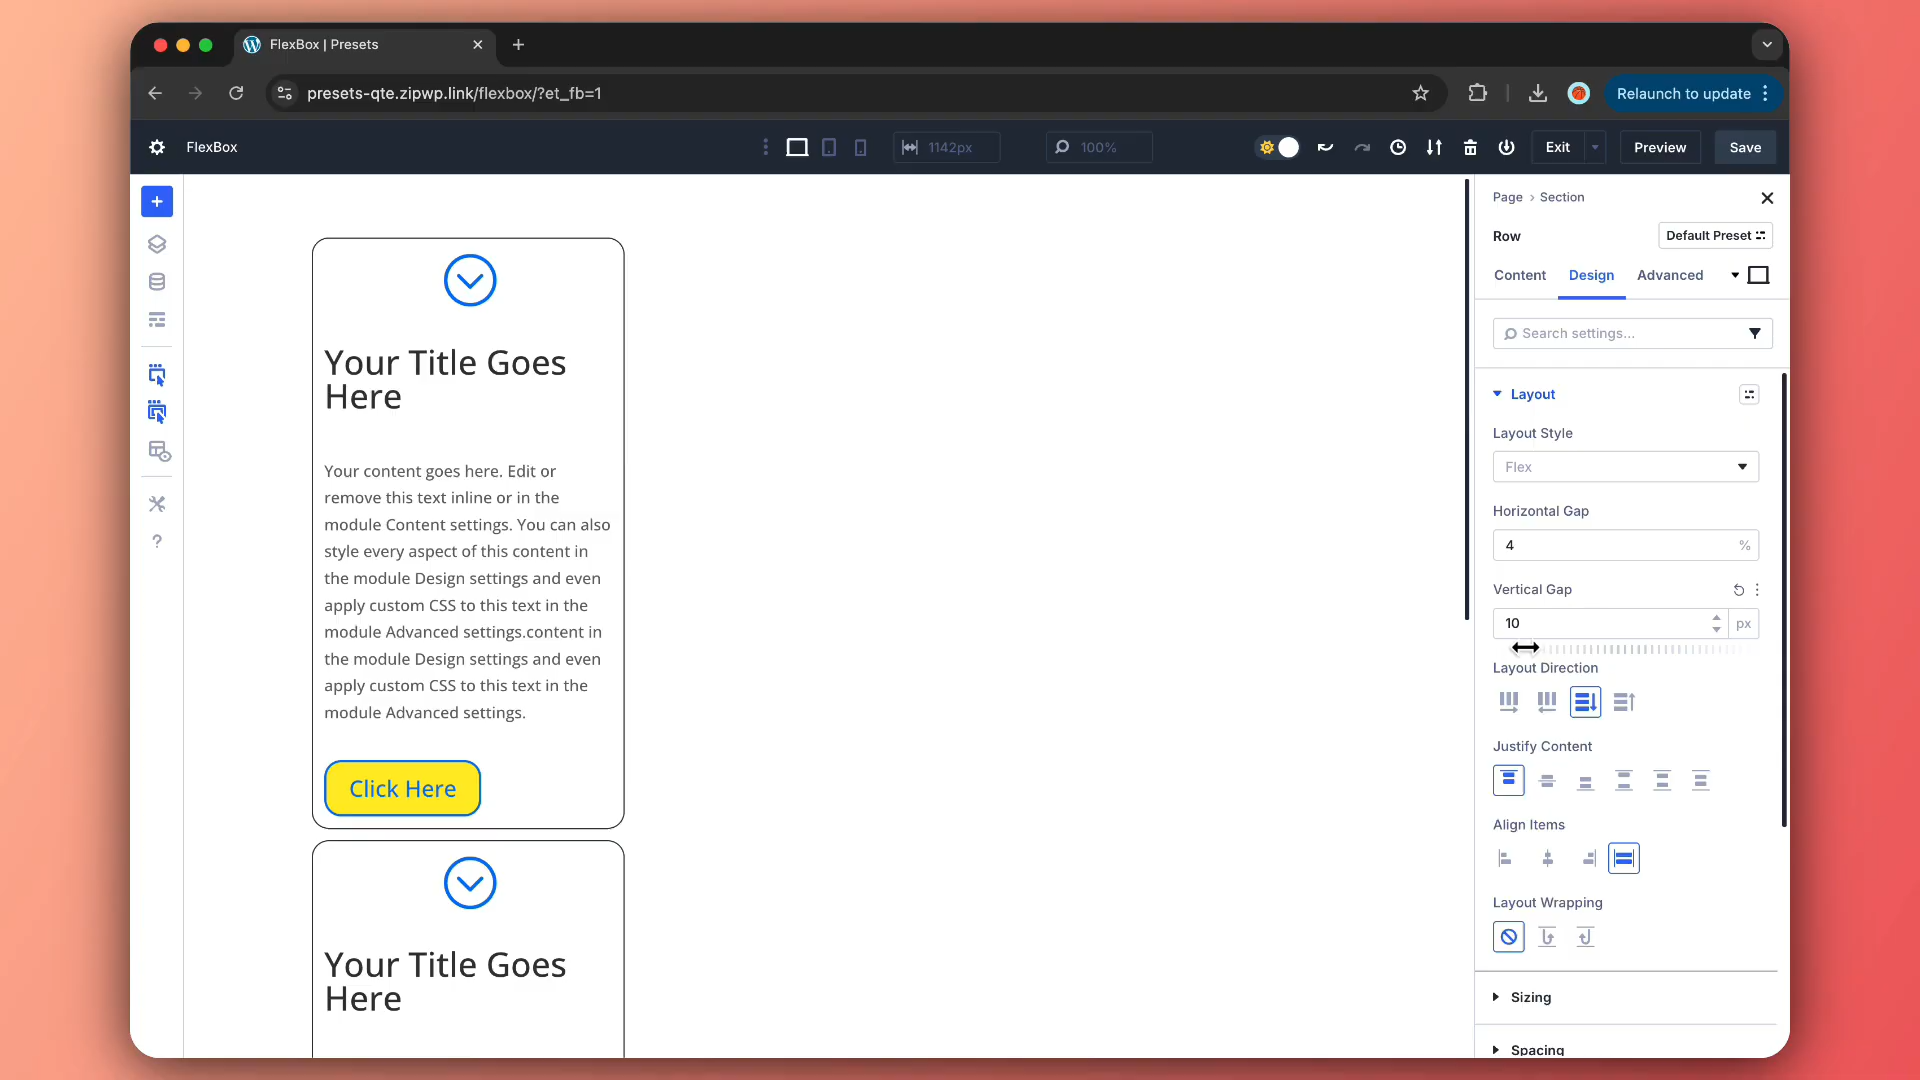 FlexBox | Presets
presets-qte.zipwp.link/flexbox/?et_fb=1
Relaunch to update
FlexBox
1142px
100%
Exit
Preview
Save
Page › Section
Row
Default Preset
Content
Design
Advanced
Search settings...
Layout
Layout Style
Flex
Horizontal Gap
4
%
Vertical Gap
10
px
Layout Direction
Justify Content
Align Items
Layout Wrapping
Sizing
Spacing
Your Title Goes
Here
Your content goes here. Edit or
remove this text inline or in the
module Content settings. You can also
style every aspect of this content in
the module Design settings and even
apply custom CSS to this text in the
module Advanced settings.content in
the module Design settings and even
apply custom CSS to this text in the
module Advanced settings.
Click Here
Your Title Goes
Here